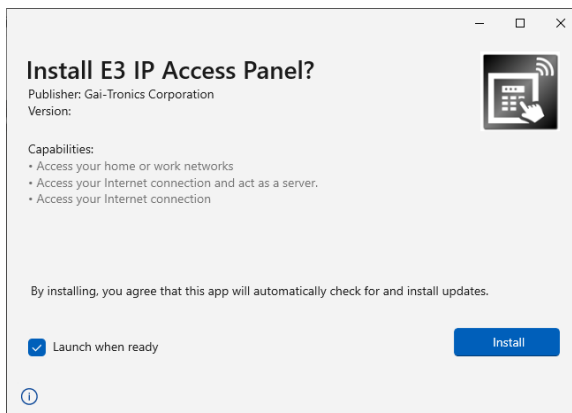 Install E3 IP Access Panel?
Publisher: Gai-Tronics Corporation
Version:
Capabilities:
• Access your home or work networks
• Access your Internet connection and act as a server.
• Access your Internet connection
By installing, you agree that this app will automatically check for and install updates.
Launch when ready
Install